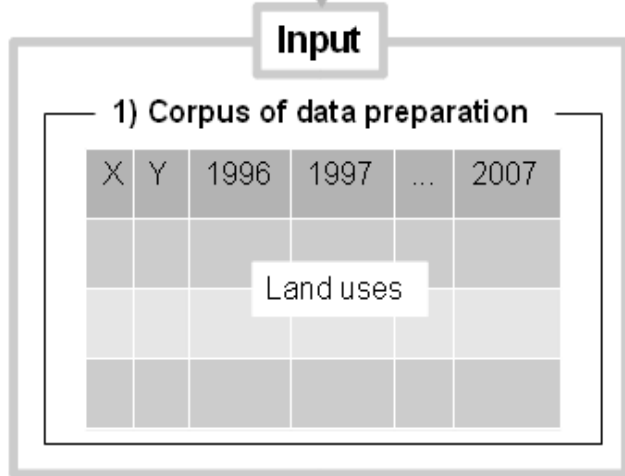 Input
1) Corpus of data preparation
X Y 1996 1997 ... 2007
Land uses